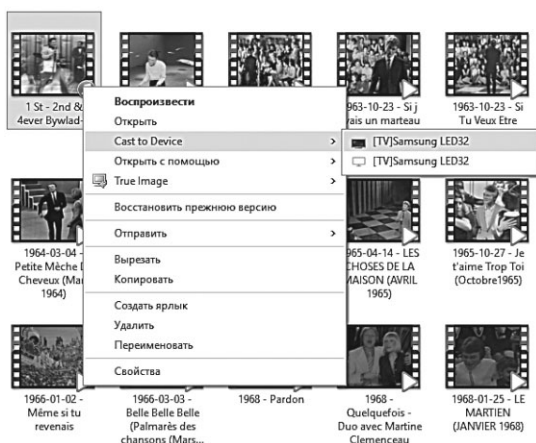 1 St - 2nd &
4ever Bywlad-
963-10-23 - Si j
rais un marteau
1963-10-23 - Si
Tu Veux Etre
Воспроизвести
Открыть
Cast to Device
[TV]Samsung LED32
[TV]Samsung LED32
Открыть с помощью
True Image
Восстановить прежнюю версию
Отправить
Вырезать
Копировать
Создать ярлык
Удалить
Переименовать
Свойства
1964-03-04 -
Petite Mèche D
Cheveux (Mar
1964)
965-04-14 - LES
CHOSES DE LA
MAISON (AVRIL
1965)
1965-10-27 - Je
t'aime Trop Toi
(Octobre1965)
1966-01-02 -
Même si tu
revenais
1966-03-03 -
Belle Belle Belle
(Palmarès des
chansons (Mars...
1968 - Pardon
1968 -
Quelquefois -
Duo avec Martine
Clemenceau
1968-01-25 - LE
MARTIEN
(JANVIER 1968)